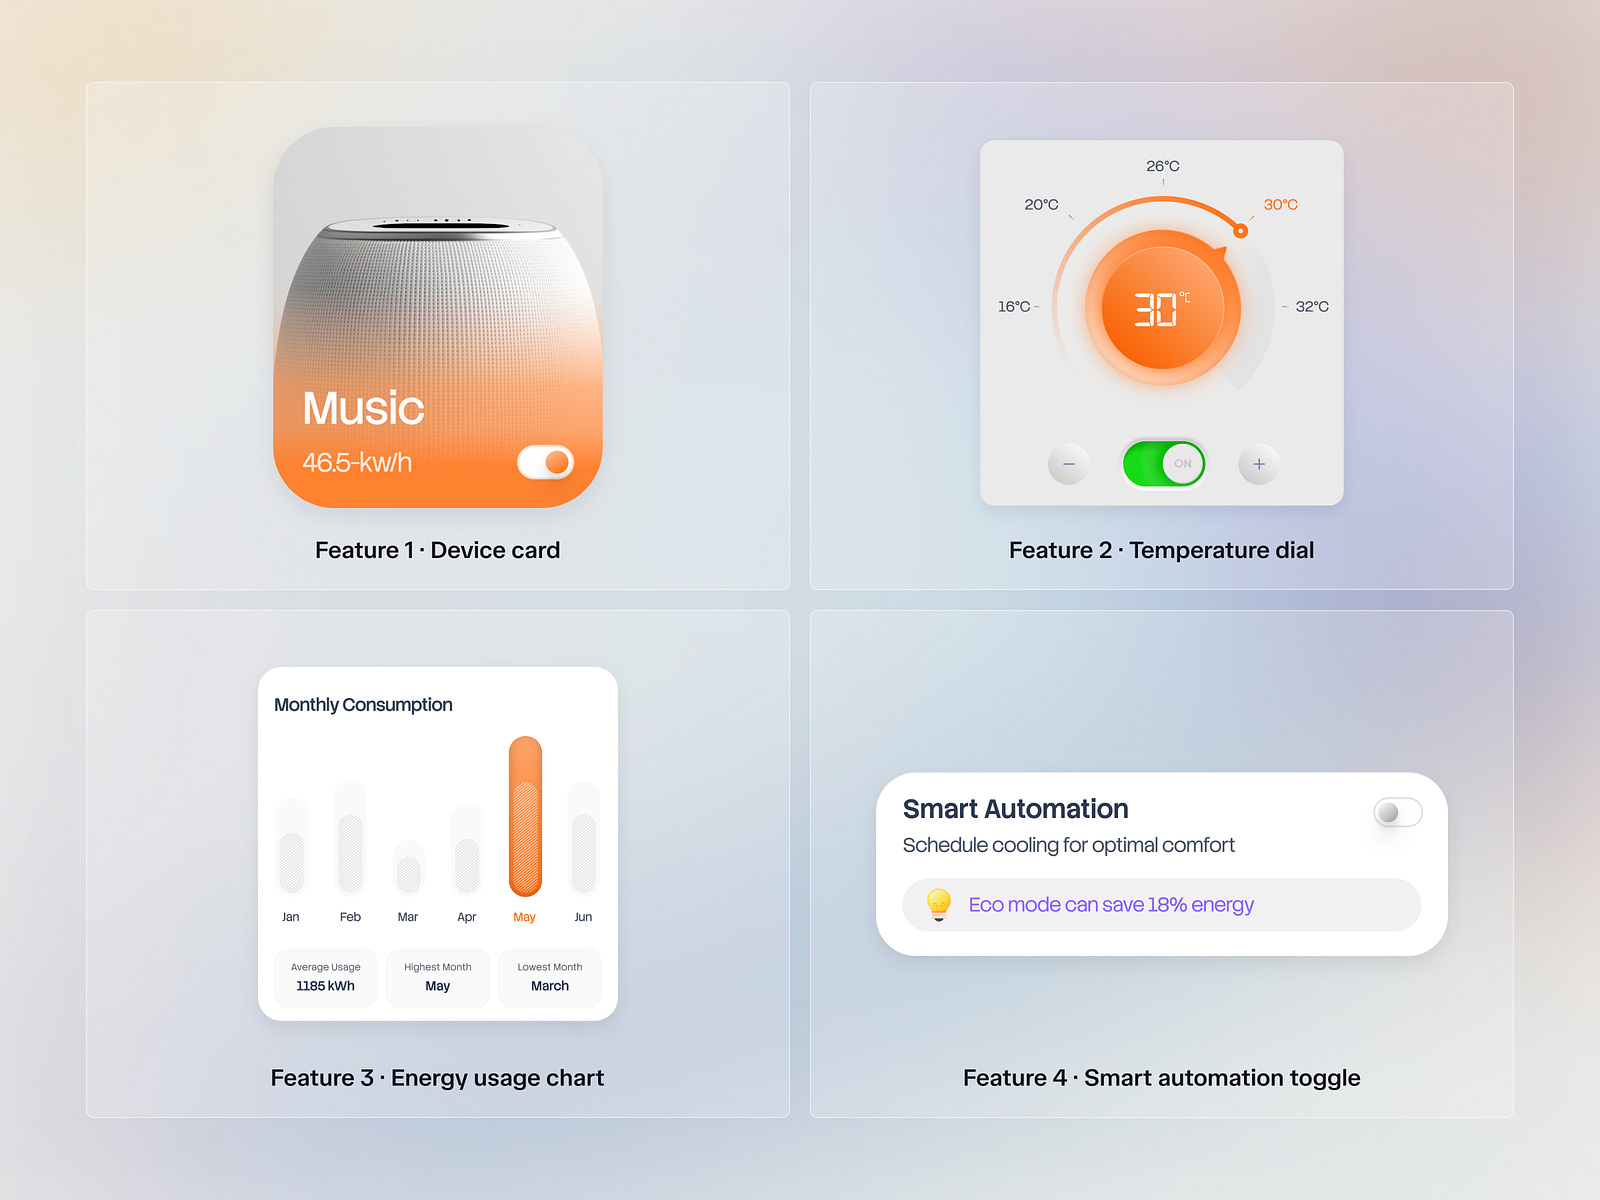 Music
46.5-kw/h
Feature 1 · Device card
26°C
20°C
30°C
16°C
32°C
30°C
−
ON
+
Feature 2 · Temperature dial
Monthly Consumption
Jan Feb Mar Apr May Jun
Average Usage
1185 kWh
Highest Month
May
Lowest Month
March
Feature 3 · Energy usage chart
Smart Automation
Schedule cooling for optimal comfort
Eco mode can save 18% energy
Feature 4 · Smart automation toggle